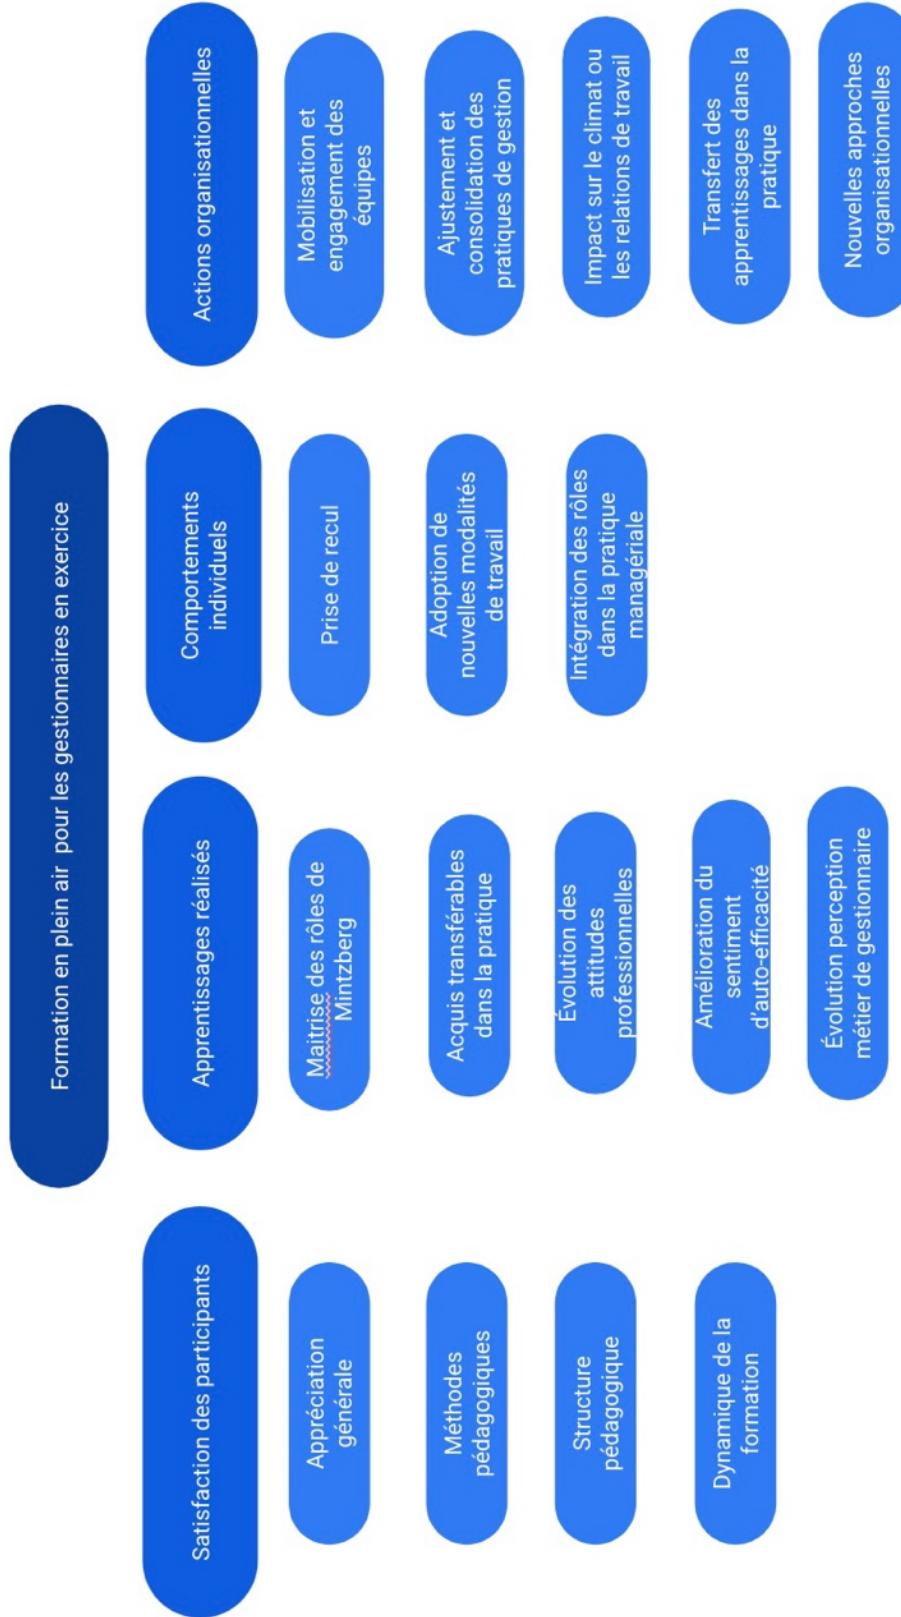 Formation en plein air  pour les gestionnaires en exercice
Satisfaction des participants
Appréciation
générale
Méthodes
pédagogiques
Structure
pédagogique
Dynamique de la
formation
Apprentissages réalisés
Maitrise des rôles de
Mintzberg
Acquis transférables
dans la pratique
Évolution des
attitudes
professionnelles
Amélioration du
sentiment
d'auto-efficacité
Évolution perception
métier de gestionnaire
Comportements
individuels
Prise de recul
Adoption de
nouvelles modalités
de travail
Intégration des rôles
dans la pratique
managériale
Actions organisationnelles
Mobilisation et
engagement des
équipes
Ajustement et
consolidation des
pratiques de gestion
Impact sur le climat ou
les relations de travail
Transfert des
apprentissages dans la
pratique
Nouvelles approches
organisationnelles